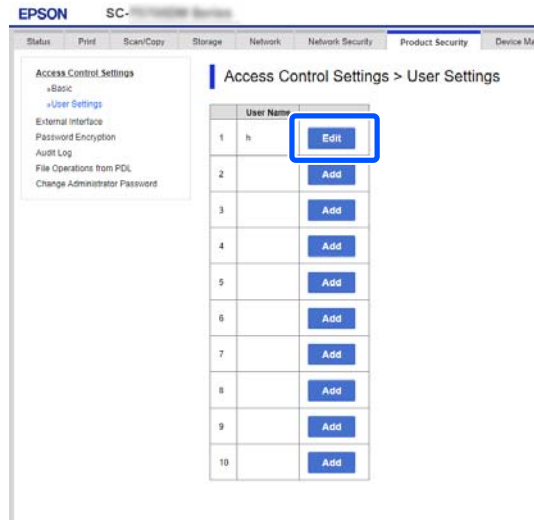 EPSON SC-
Status Print Scan/Copy Storage Network Network Security Product Security Device Ma
Access Control Settings
»Basic
»User Settings
External Interface
Password Encryption
Audit Log
File Operations from PDL
Change Administrator Password
Access Control Settings > User Settings
User Name
1 h Edit
2 Add
3 Add
4 Add
5 Add
6 Add
7 Add
8 Add
9 Add
10 Add